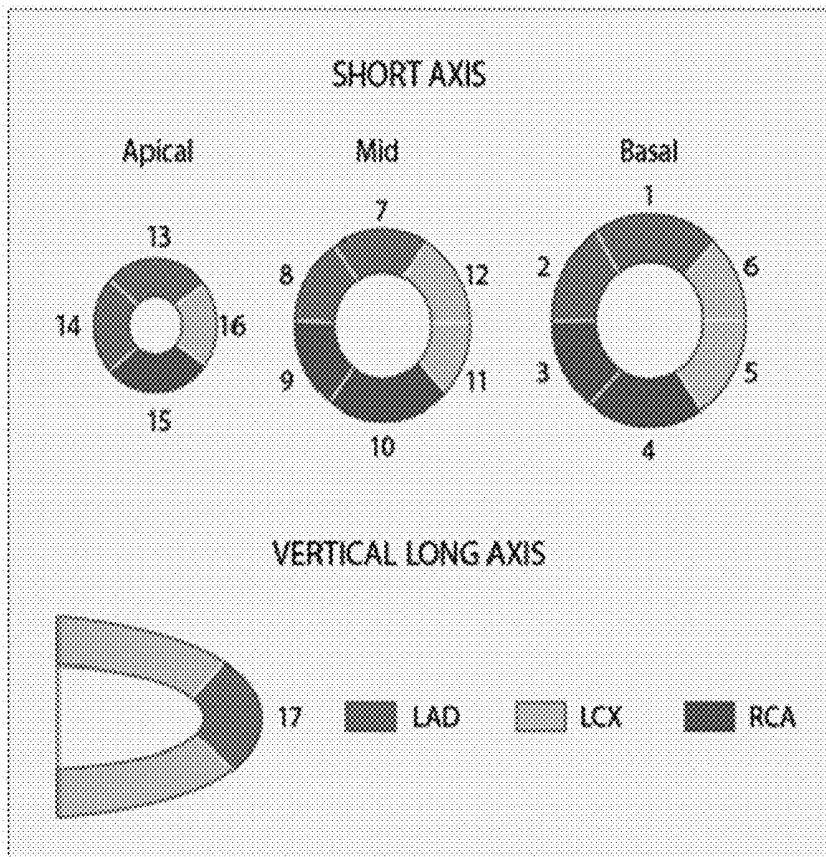 SHORT AXIS
Apical Mid Basal
13 7 1
8 12 2 6
14 16
9 11 3 5
15 10 4
VERTICAL LONG AXIS
17 LAD LCX RCA